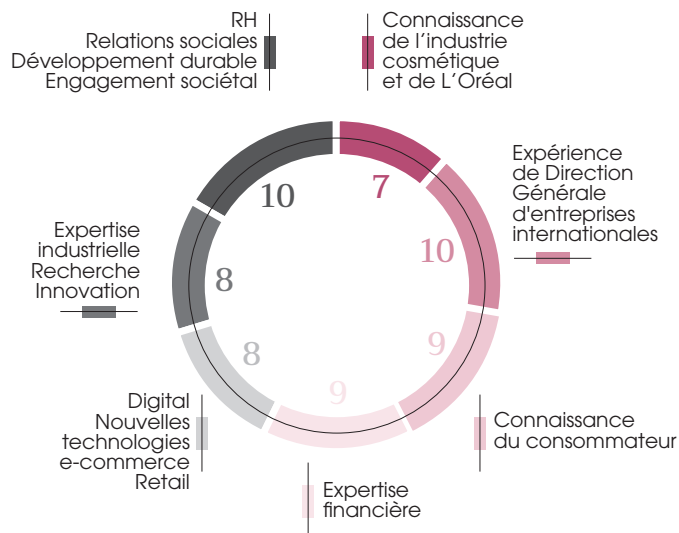 RH
Relations sociales
Développement durable
Engagement sociétal
Connaissance
de l'industrie
cosmétique
et de L'Oréal
10
7
Expérience
de Direction
Générale
d'entreprises
internationales
10
Expertise
industrielle
Recherche
Innovation
8
8
9
9
Digital
Nouvelles
technologies
e-commerce
Retail
Connaissance
du consommateur
Expertise
financière